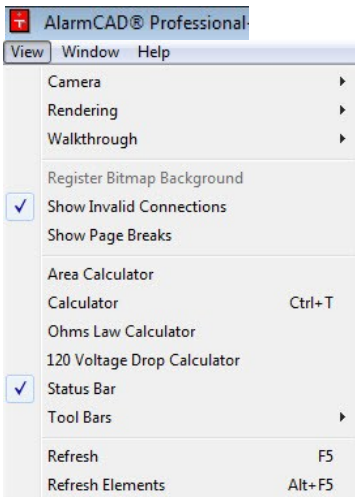 AlarmCAD® Professional
View Window Help
Camera
Rendering
Walkthrough
Register Bitmap Background
Show Invalid Connections
Show Page Breaks
Area Calculator
Calculator Ctrl+T
Ohms Law Calculator
120 Voltage Drop Calculator
Status Bar
Tool Bars
Refresh F5
Refresh Elements Alt+F5